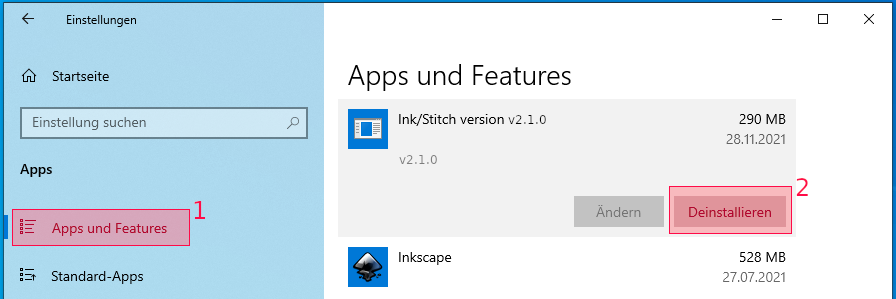 Einstellungen
Startseite
Einstellung suchen
Apps
1
Apps und Features
Standard-Apps
Apps und Features
Ink/Stitch version v2.1.0
290 MB
28.11.2021
v2.1.0
2
Ändern
Deinstallieren
Inkscape
528 MB
27.07.2021